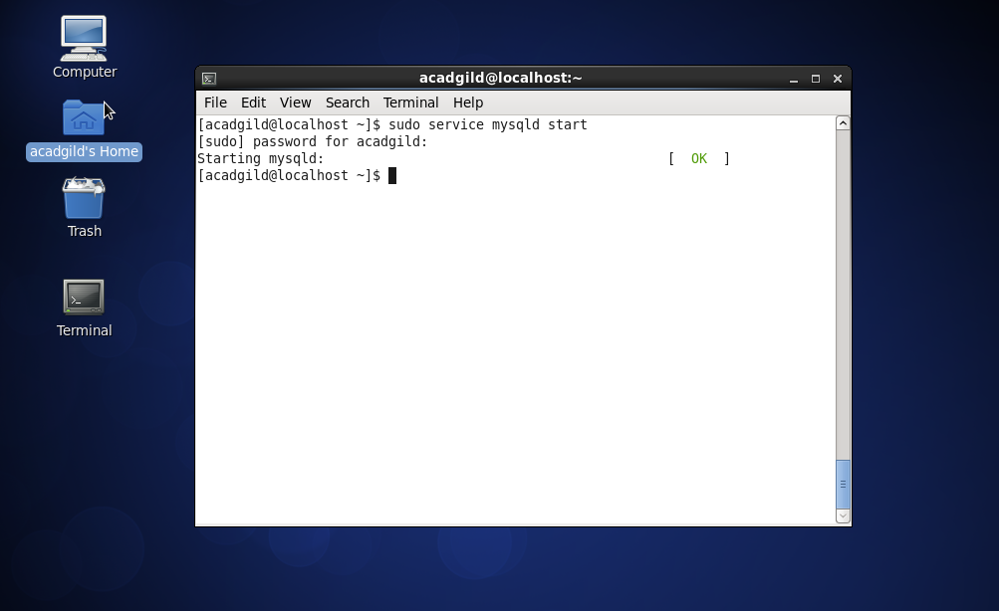 Computer
acadgild's Home
Trash
Terminal
acadgild@localhost:~
File Edit View Search Terminal Help
[acadgild@localhost ~]$ sudo service mysqld start
[sudo] password for acadgild:
Starting mysqld: [ OK ]
[acadgild@localhost ~]$